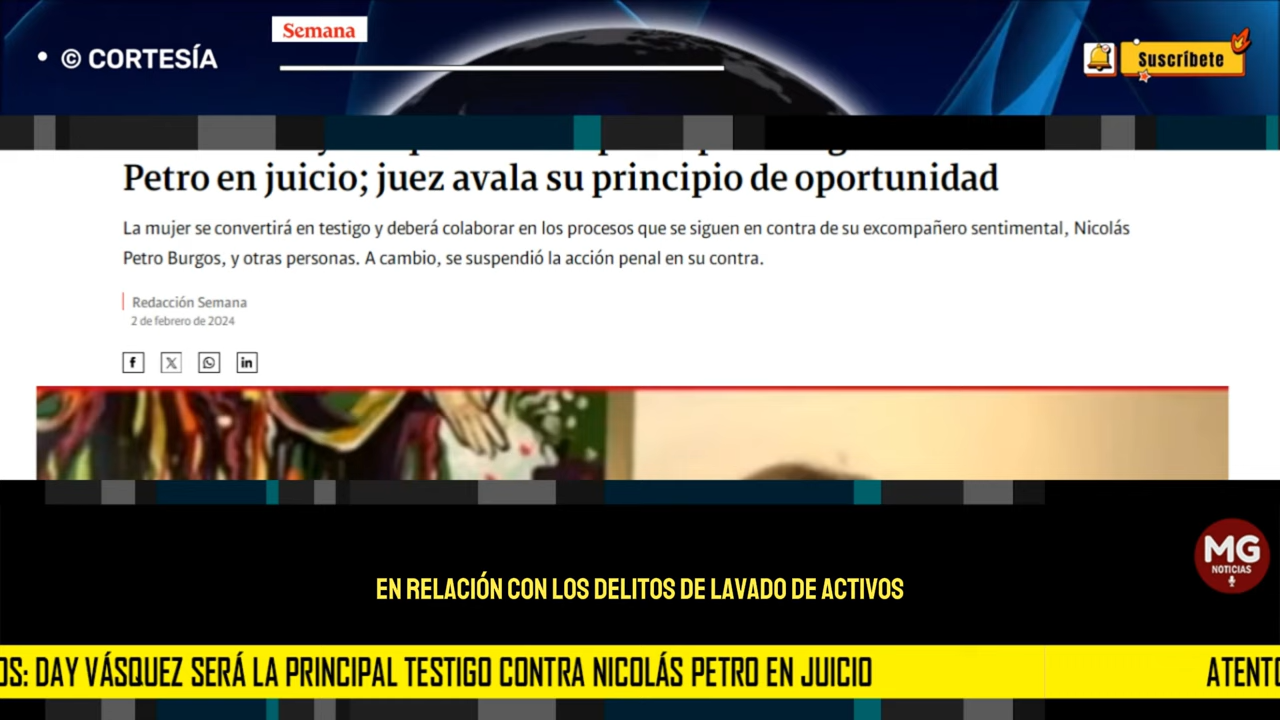 Semana
• © CORTESÍA
Suscríbete
Petro en juicio; juez avala su principio de oportunidad
La mujer se convertirá en testigo y deberá colaborar en los procesos que se siguen en contra de su excompañero sentimental, Nicolás
Petro Burgos, y otras personas. A cambio, se suspendió la acción penal en su contra.
Redacción Semana
2 de febrero de 2024
MG
NOTICIAS
EN RELACIÓN CON LOS DELITOS DE LAVADO DE ACTIVOS
OS: DAY VÁSQUEZ SERÁ LA PRINCIPAL TESTIGO CONTRA NICOLÁS PETRO EN JUICIO
ATENTO